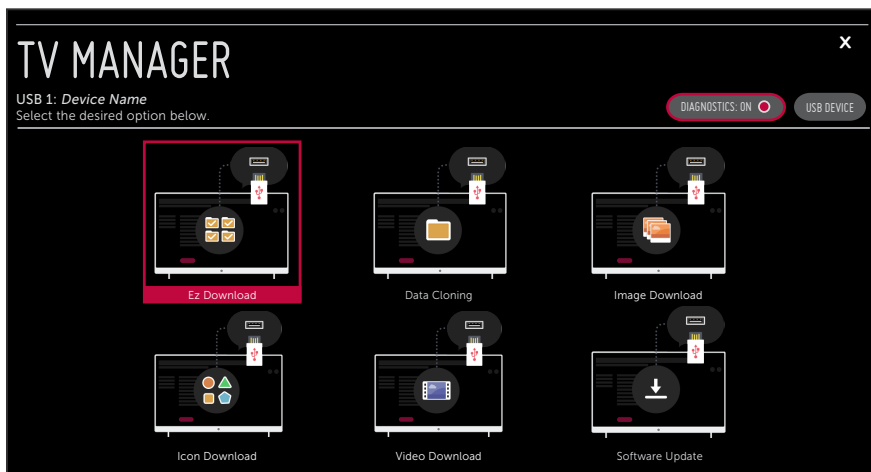 X
TV MANAGER
USB 1: Device Name
Select the desired option below.
DIAGNOSTICS: ON
USB DEVICE
Ez Download
Data Cloning
Image Download
Icon Download
Video Download
Software Update